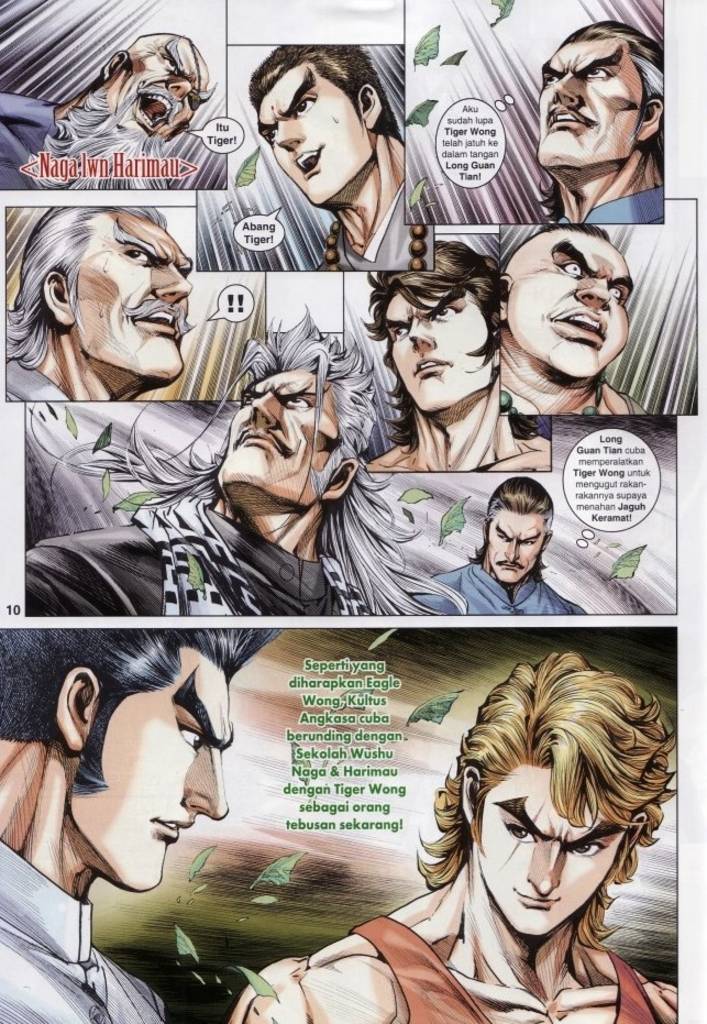 Itu
Tiger!
<Naga lwn Harimau>
Abang
Tiger!
Aku
sudah lupa
Tiger Wong
telah jatuh ke
dalam tangan
Long Guan
Tian!
!!
Long
Guan Tian cuba
memperalatkan
Tiger Wong untuk
mengugut rakan-
rakannya supaya
menahan Jaguh
Keramat!
10
Seperti yang
diharapkan Eagle
Wong, Kultus
Angkasa cuba
berunding dengan
Sekolah Wushu
Naga & Harimau
dengan Tiger Wong
sebagai orang
tebusan sekarang!